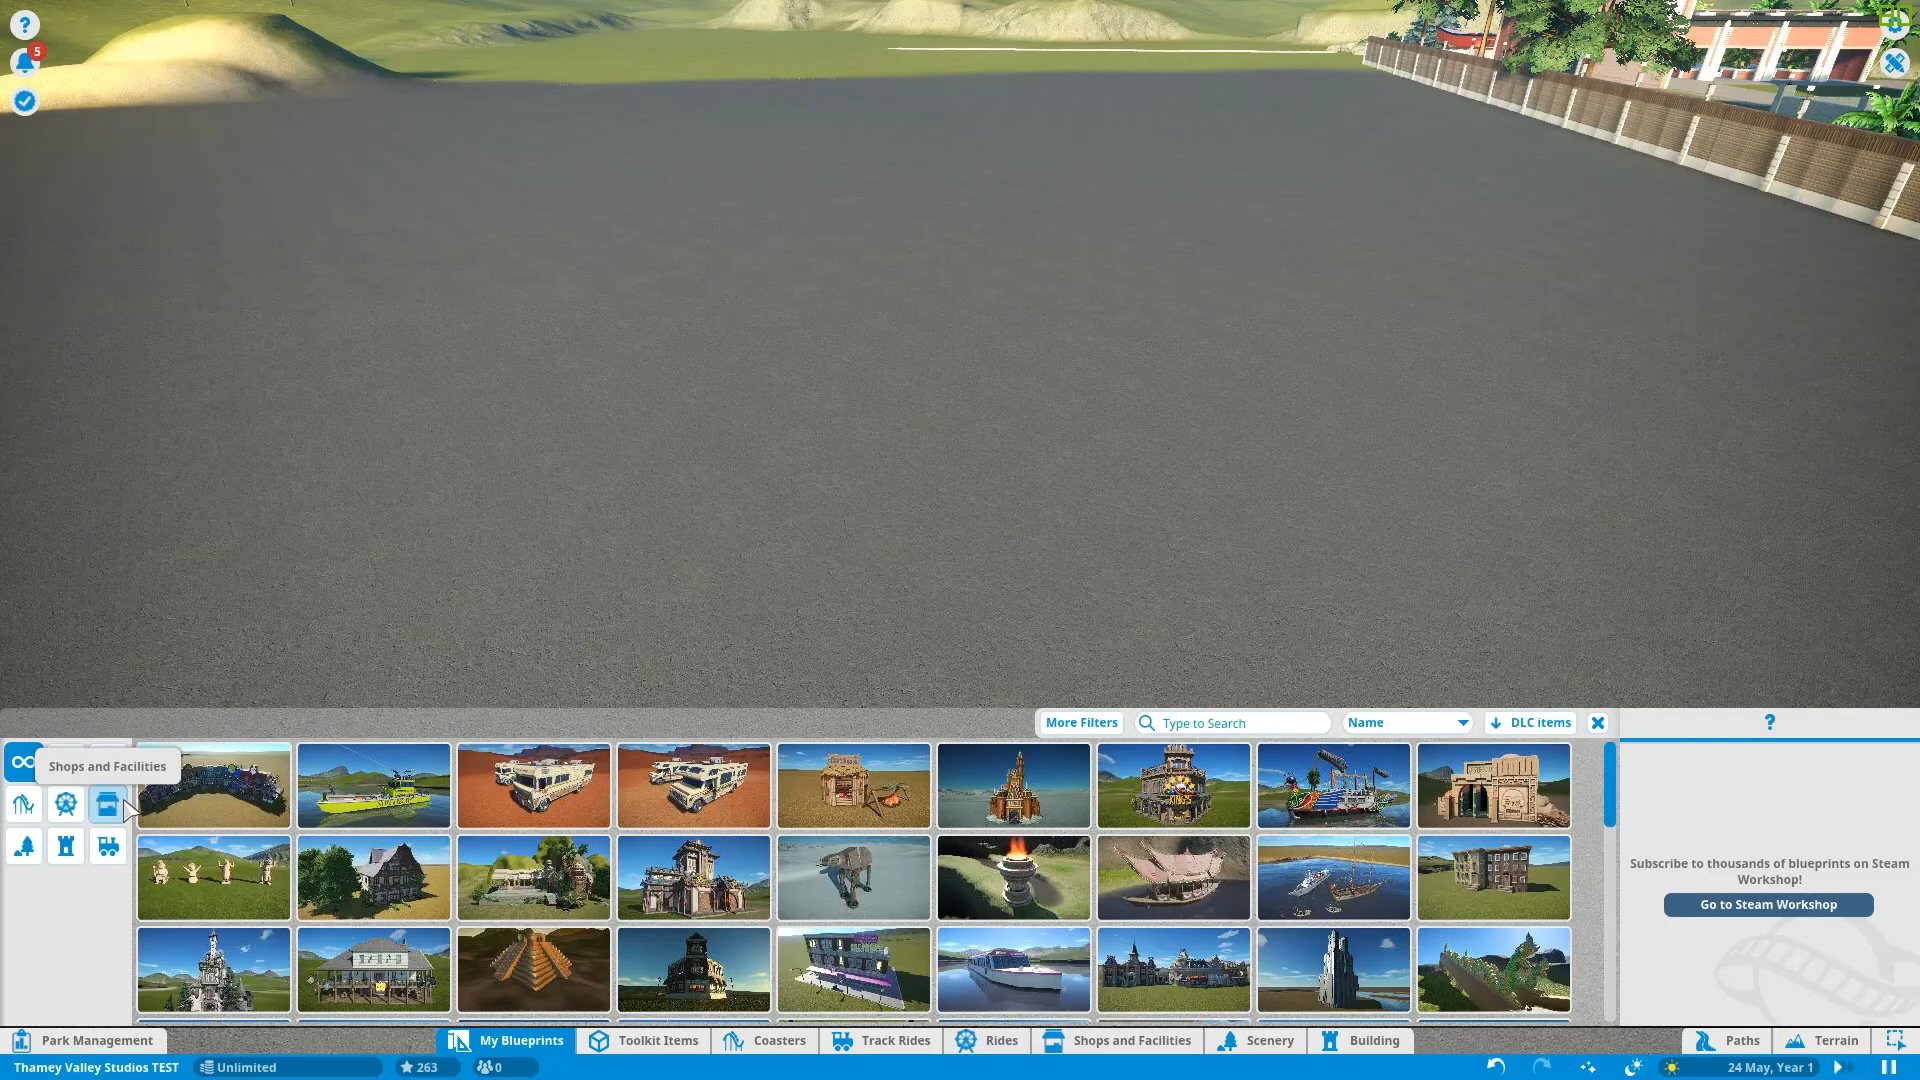 ?
5
More Filters
Type to Search
Name
DLC items
?
Shops and Facilities
Subscribe to thousands of blueprints on Steam
Workshop!
Go to Steam Workshop
Park Management
My Blueprints
Toolkit Items
Coasters
Track Rides
Rides
Shops and Facilities
Scenery
Building
Paths
Terrain
Thamey Valley Studios TEST
Unlimited
263
0
24 May, Year 1